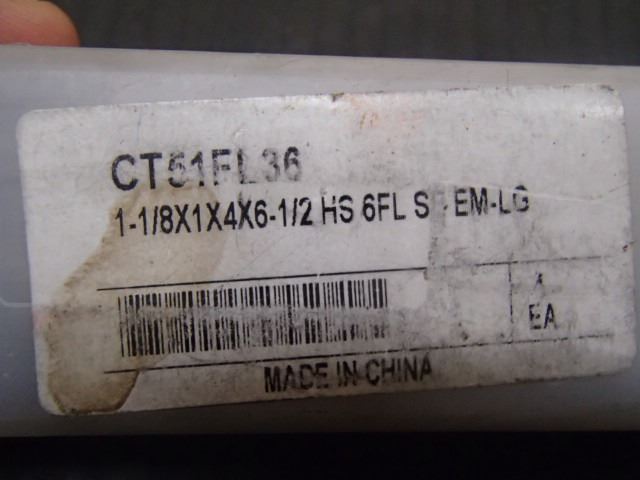 CT51FL36
1-1/8X1X4X6-1/2 HS 6FL EM-LG
EA
MADE IN CHINA